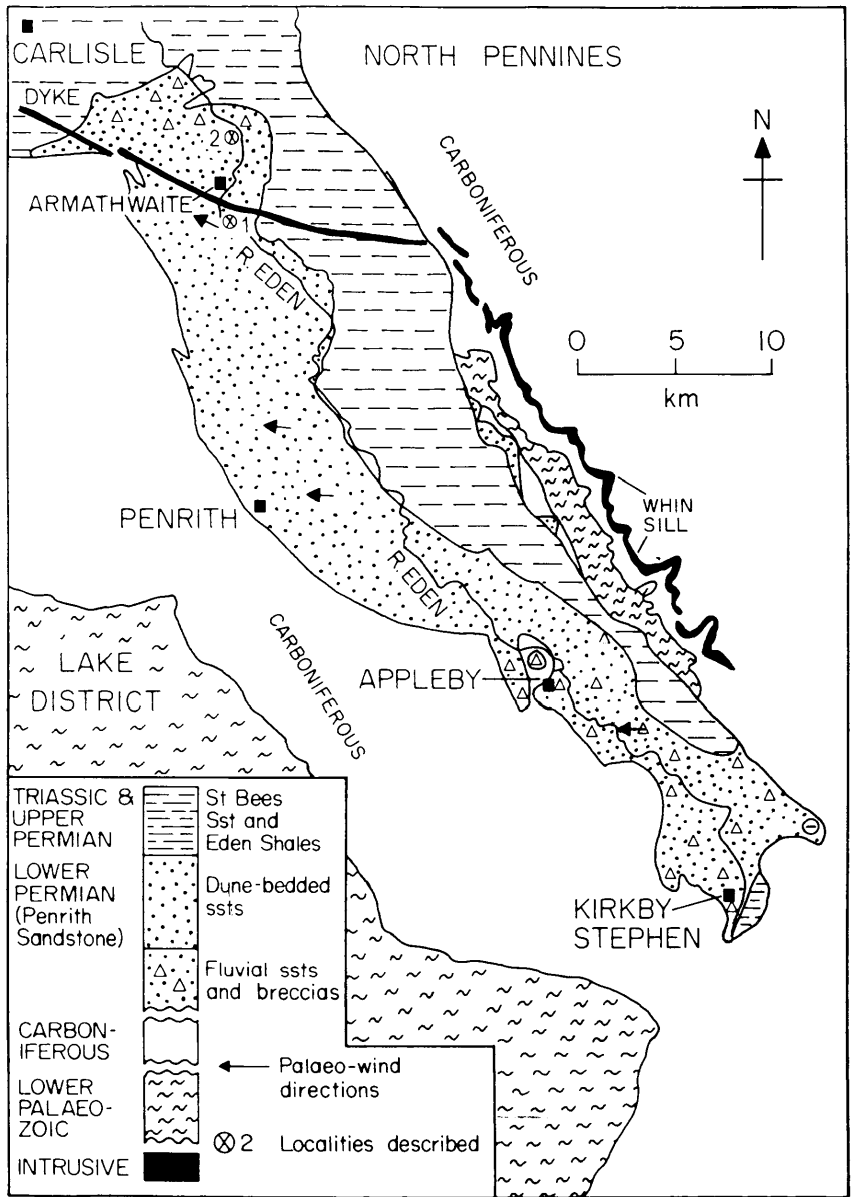 CARLISLE
NORTH PENNINES
DYKE
N
CARBONIFEROUS
2
ARMATHWAITE
1
R. EDEN
0 5 10
km
PENRITH
WHIN
SILL
R. EDEN
LAKE
DISTRICT
CARBONIFEROUS
APPLEBY
KIRKBY
STEPHEN
TRIASSIC &
UPPER
PERMIAN
St Bees
Sst and
Eden Shales
LOWER
PERMIAN
(Penrith
Sandstone)
Dune-bedded
ssts
Fluvial ssts
and breccias
CARBON-
IFEROUS
Palaeo-wind
directions
LOWER
PALAEO-
ZOIC
2 Localities described
INTRUSIVE